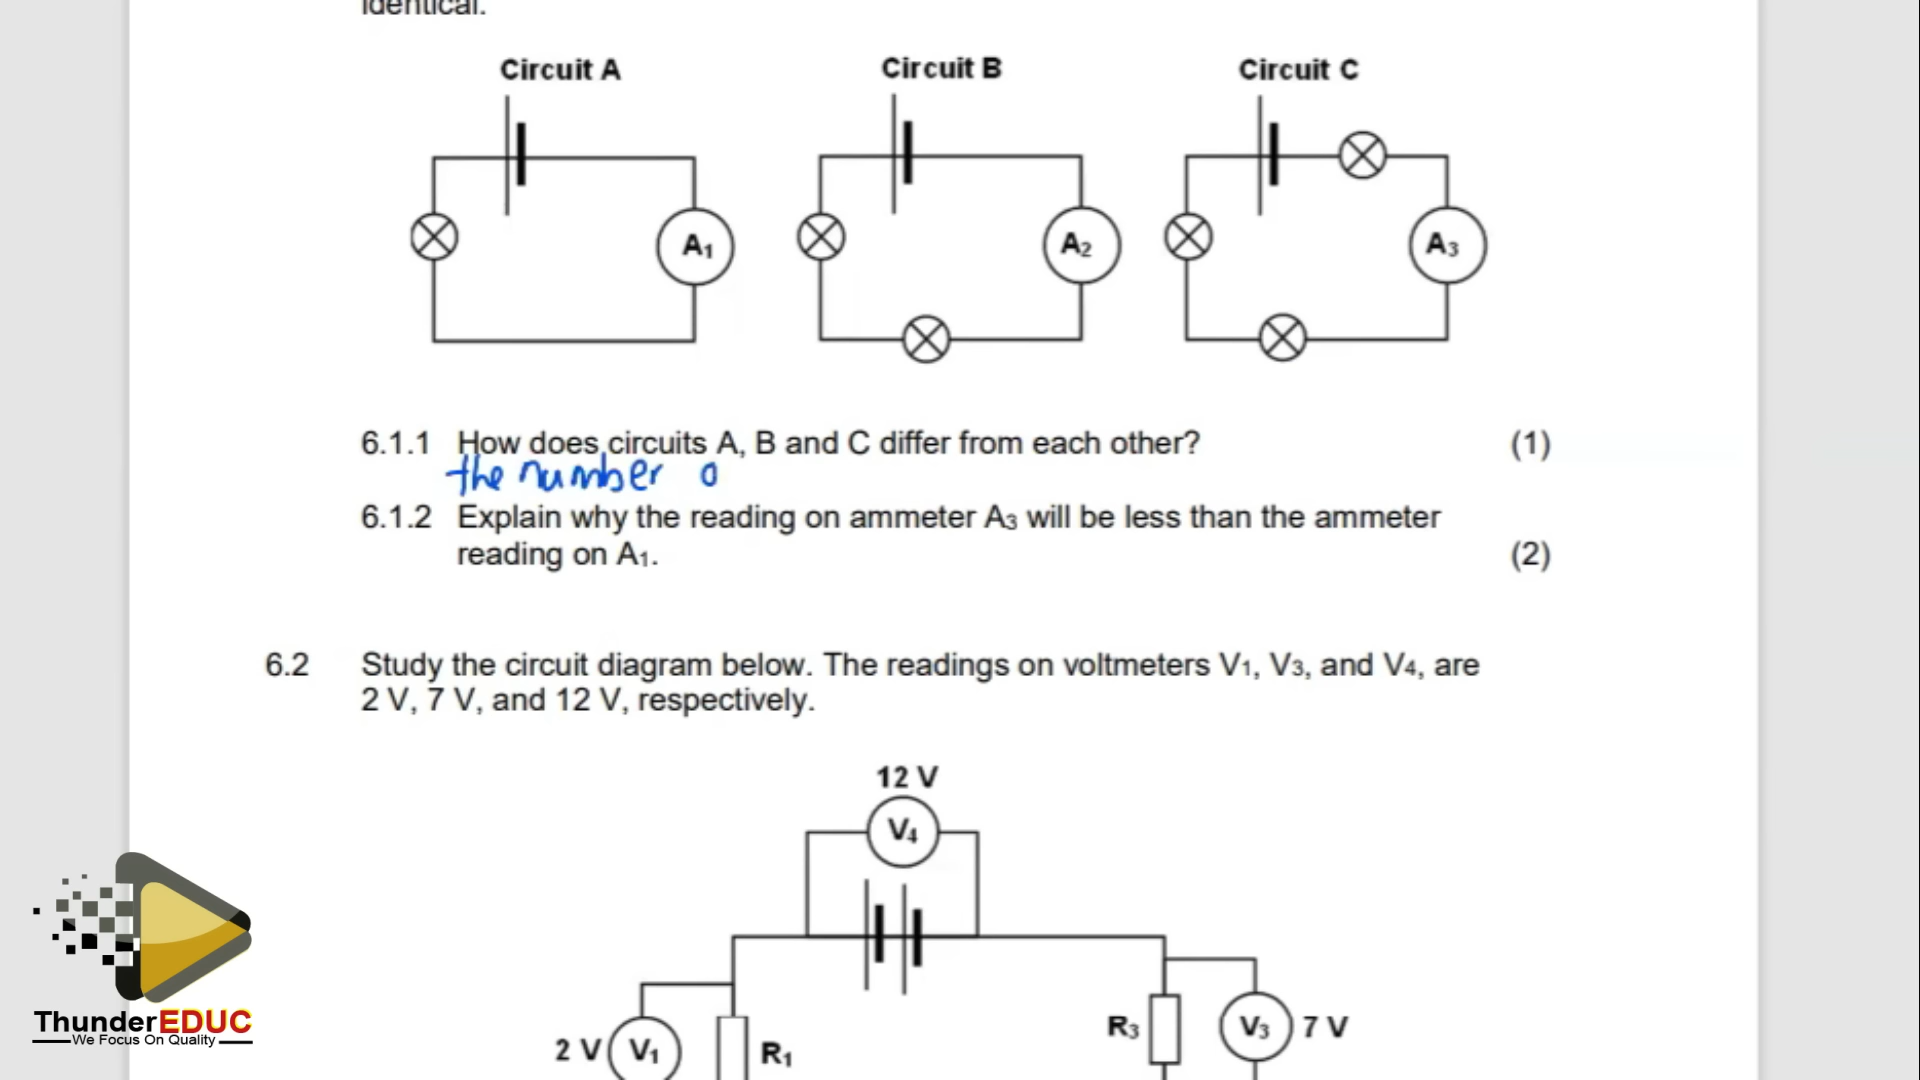 identical.
Circuit A
Circuit B
Circuit C
A1
A2
A3
6.1.1 How does circuits A, B and C differ from each other? (1)
the number o
6.1.2 Explain why the reading on ammeter A3 will be less than the ammeter
reading on A1. (2)
6.2 Study the circuit diagram below. The readings on voltmeters V1, V3, and V4, are
2 V, 7 V, and 12 V, respectively.
12 V
V4
2 V V1 R1
R3 V3 7 V
ThunderEDUC
We Focus On Quality